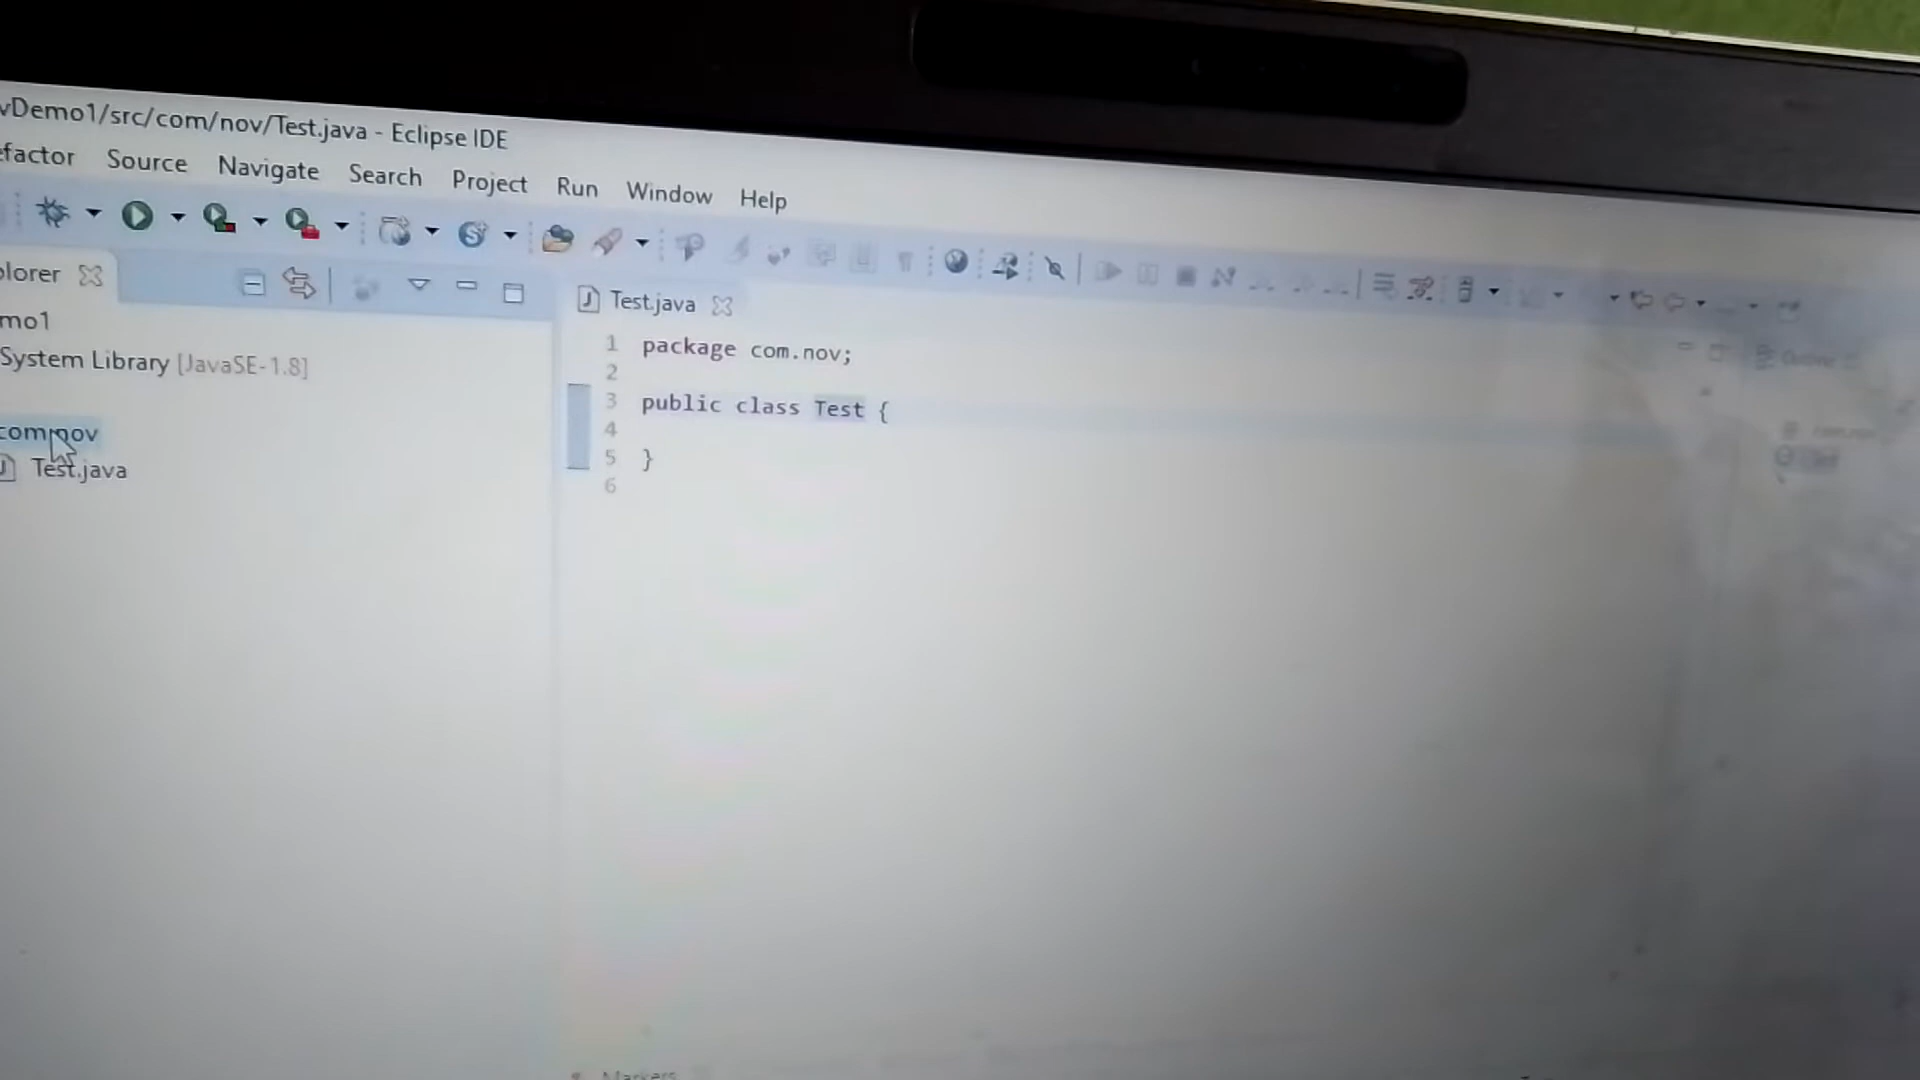 vDemo1/src/com/nov/Test.java - Eclipse IDE
efactor Source Navigate Search Project Run Window Help
plorer
mo1
System Library [JavaSE-1.8]
com.nov
Test.java
Test.java
1 package com.nov;
2
3 public class Test {
4
5 }
6
Markers